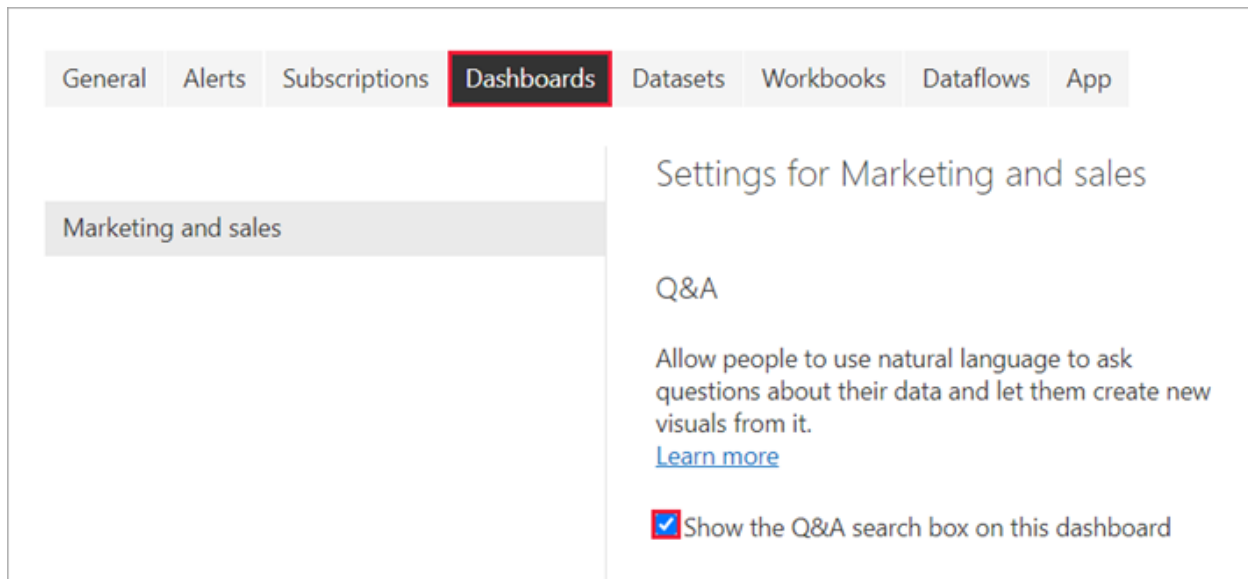 General Alerts Subscriptions Dashboards Datasets Workbooks Dataflows App
Settings for Marketing and sales
Marketing and sales
Q&A
Allow people to use natural language to ask
questions about their data and let them create new
visuals from it.
Learn more
Show the Q&A search box on this dashboard